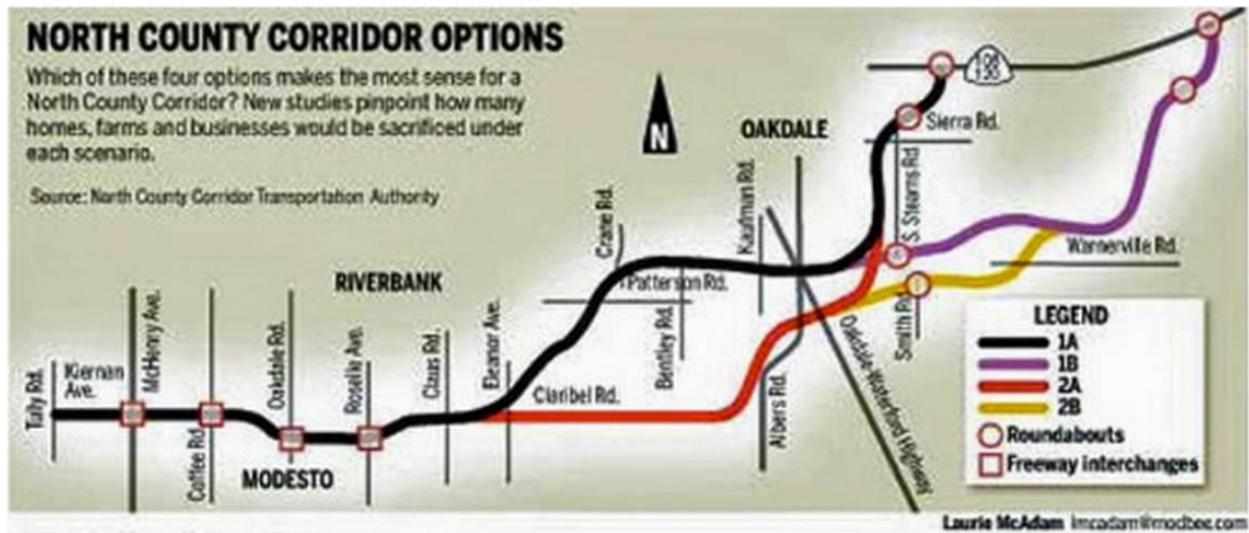 NORTH COUNTY CORRIDOR OPTIONS
Which of these four options makes the most sense for a
North County Corridor? New studies pinpoint how many
homes, farms and businesses would be sacrificed under
each scenario.
Source: North County Corridor Transportation Authority
N
OAKDALE
108
120
Sierra Rd.
S. Stearns Rd
Kaufman Rd.
Crane Rd.
Patterson Rd.
Warnerville Rd.
RIVERBANK
Tully Rd.
Kiernan
Ave.
McHenry Ave.
Coffee Rd.
Oakdale Rd.
Roselle Ave.
Claus Rd.
Eleanor Ave.
Claribel Rd.
Bentley Rd.
Albers Rd.
Oakdale-Waterford Highway
Smith Rd.
MODESTO
LEGEND
1A
1B
2A
2B
Roundabouts
Freeway interchanges
Laurie McAdam lmcadam@modbee.com